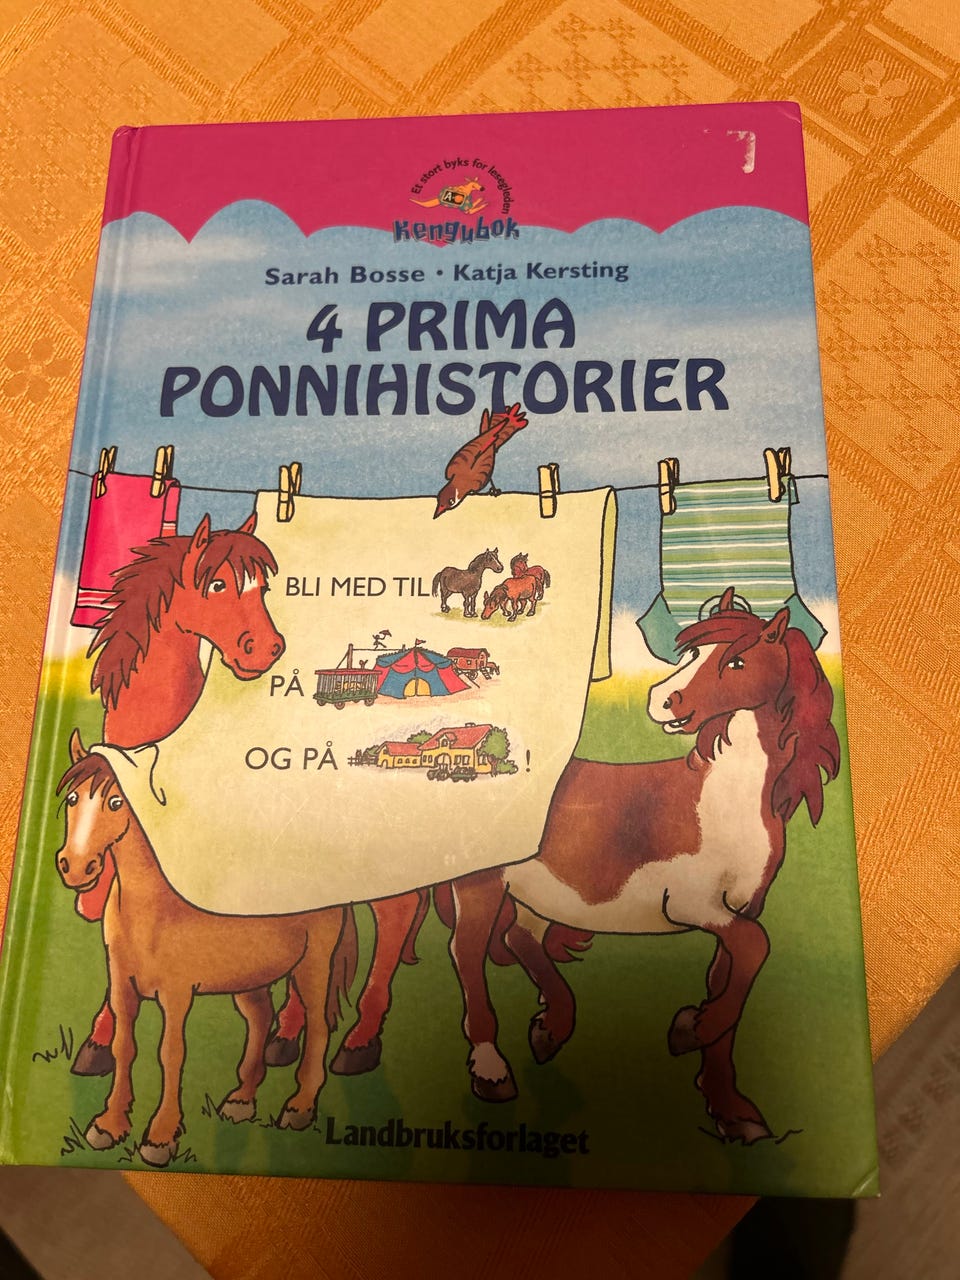 Et stort byks for lesegleden
Kengubok
Sarah Bosse • Katja Kersting
4 PRIMA
PONNIHISTORIER
BLI MED TIL
PÅ
OG PÅ !
Landbruksforlaget